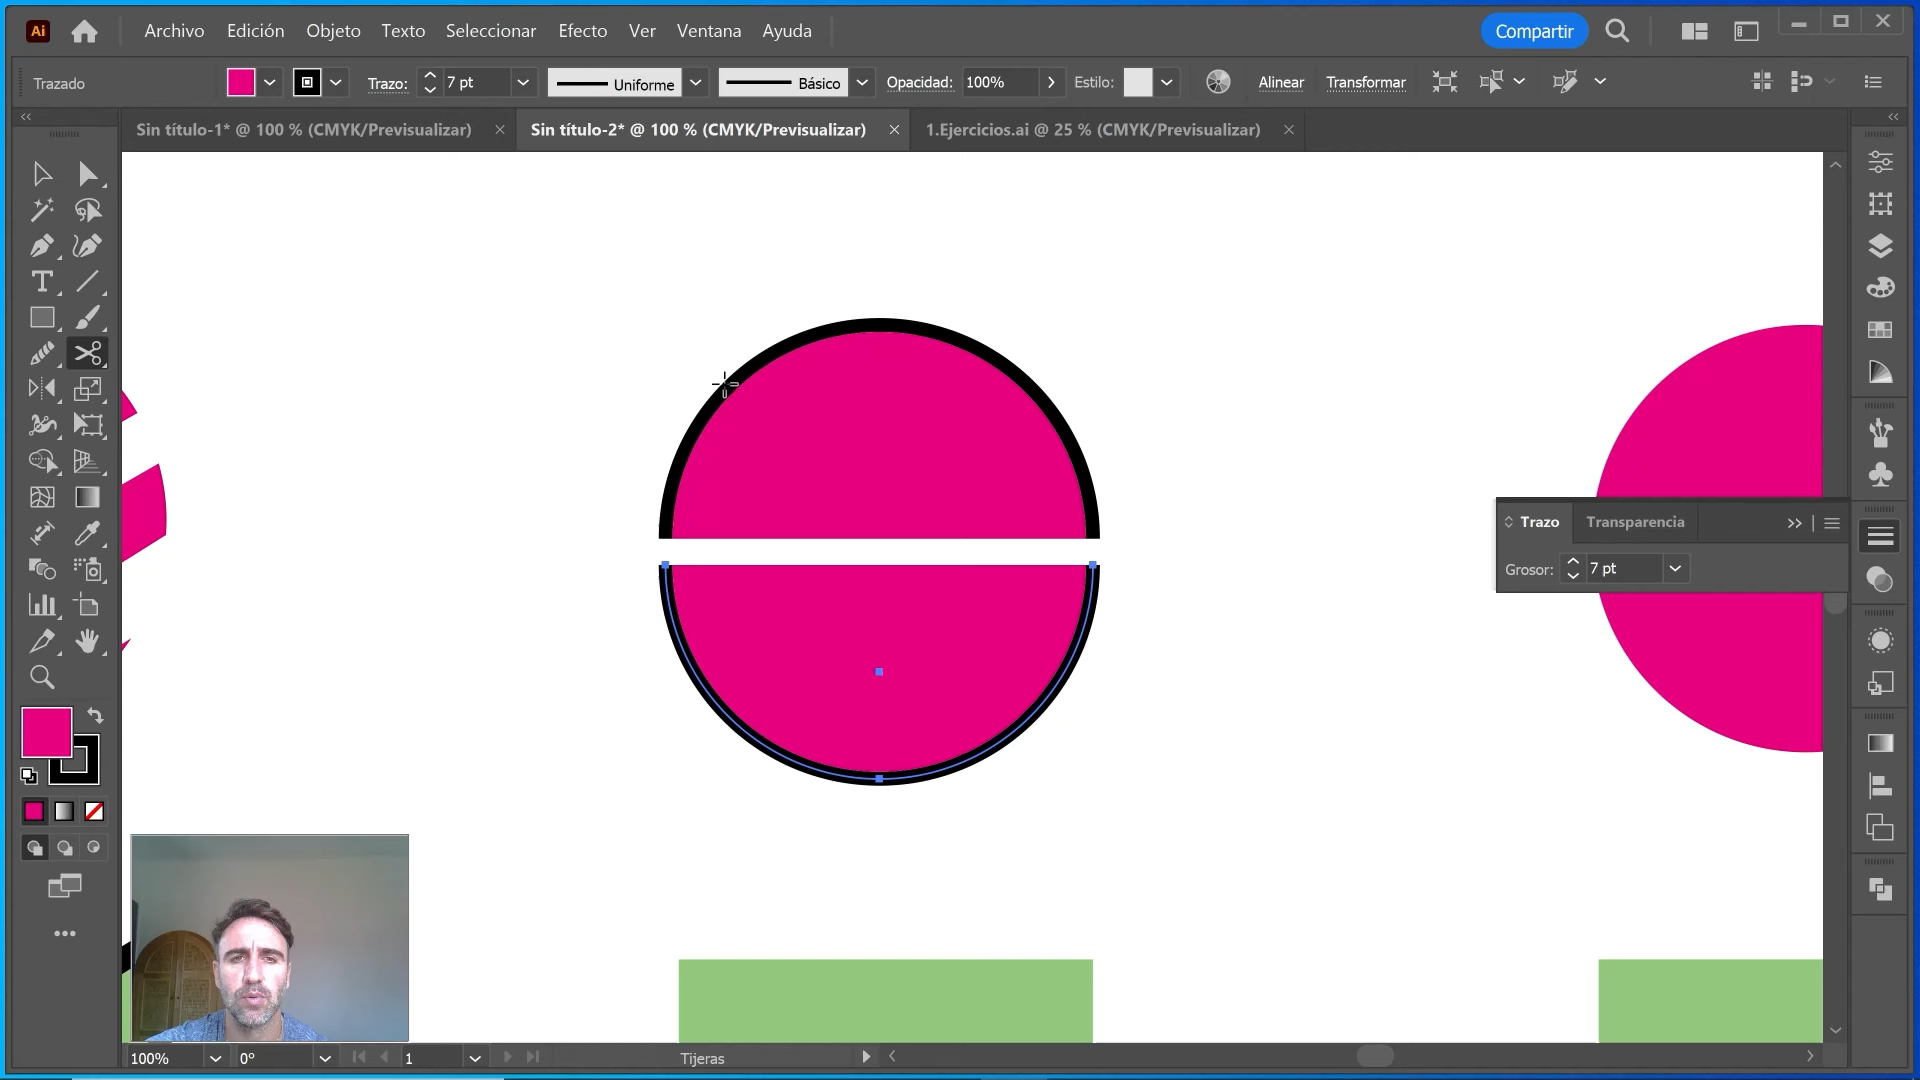 Ai
Archivo Edición Objeto Texto Seleccionar Efecto Ver Ventana Ayuda
Compartir
Trazado
Trazo: 7 pt Uniforme Básico Opacidad: 100% Estilo: Alinear Transformar
Sin título-1* @ 100 % (CMYK/Previsualizar)
Sin título-2* @ 100 % (CMYK/Previsualizar)
1.Ejercicios.ai @ 25 % (CMYK/Previsualizar)
Trazo Transparencia
Grosor: 7 pt
100% 0° 1 Tijeras